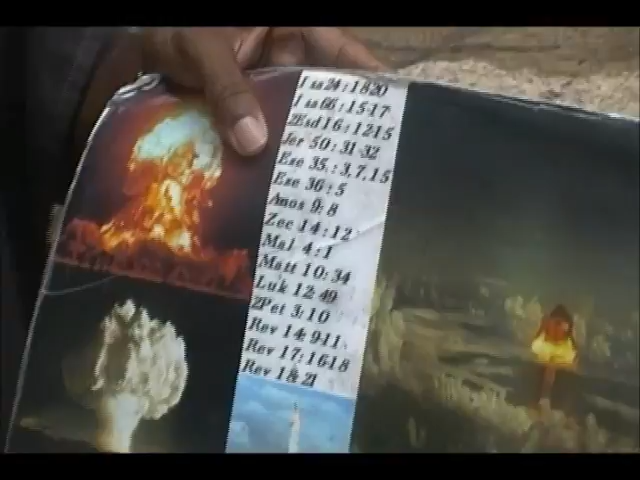 Isa 24:18-20
Isa 66:15-17
2Esd 16:12-15
Jer 50:31-32
Eze 35:3,7,15
Eze 36:5
Amos 9:8
Zec 14:12
Mal 4:1
Matt 10:34
Luk 12:49
2Pet 3:10
Rev 14:9-11
Rev 17:16-18
Rev 18:21